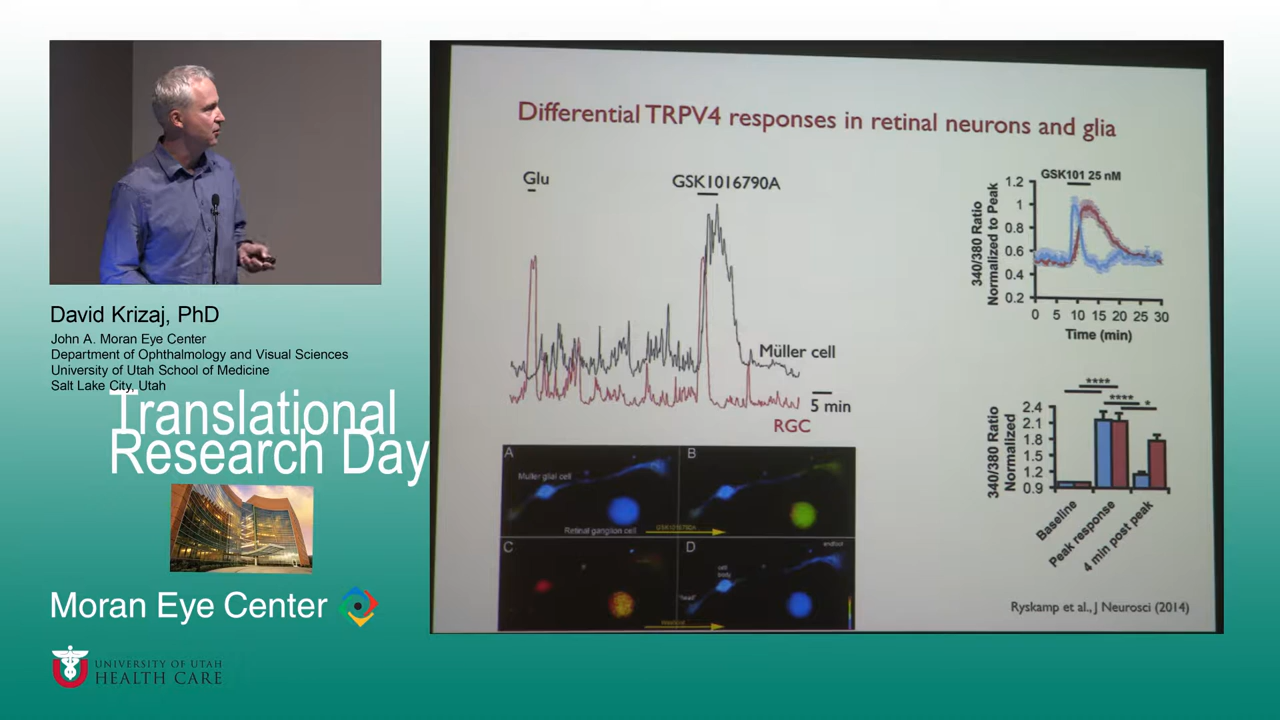 David Krizaj, PhD
John A. Moran Eye Center
Department of Ophthalmology and Visual Sciences
University of Utah School of Medicine
Salt Lake City, Utah
Translational
Research Day
Moran Eye Center
UNIVERSITY OF UTAH
HEALTH CARE
Differential TRPV4 responses in retinal neurons and glia
Glu
GSK1016790A
Müller cell
5 min
RGC
A
B
Muller glial cell
Retinal ganglion cell
GSK1016790A
C
D
endfoot
cell
body
"head"
GSK101 25 nM
340/380 Ratio
Normalized to Peak
1.2
1
0.8
0.6
0.4
0.2
0 5 10 15 20 25 30
Time (min)
**** 
**** *
340/380 Ratio
Normalized
2.4
2.1
1.8
1.5
1.2
0.9
Baseline
Peak response
4 min post peak
Ryskamp et al., J Neurosci (2014)